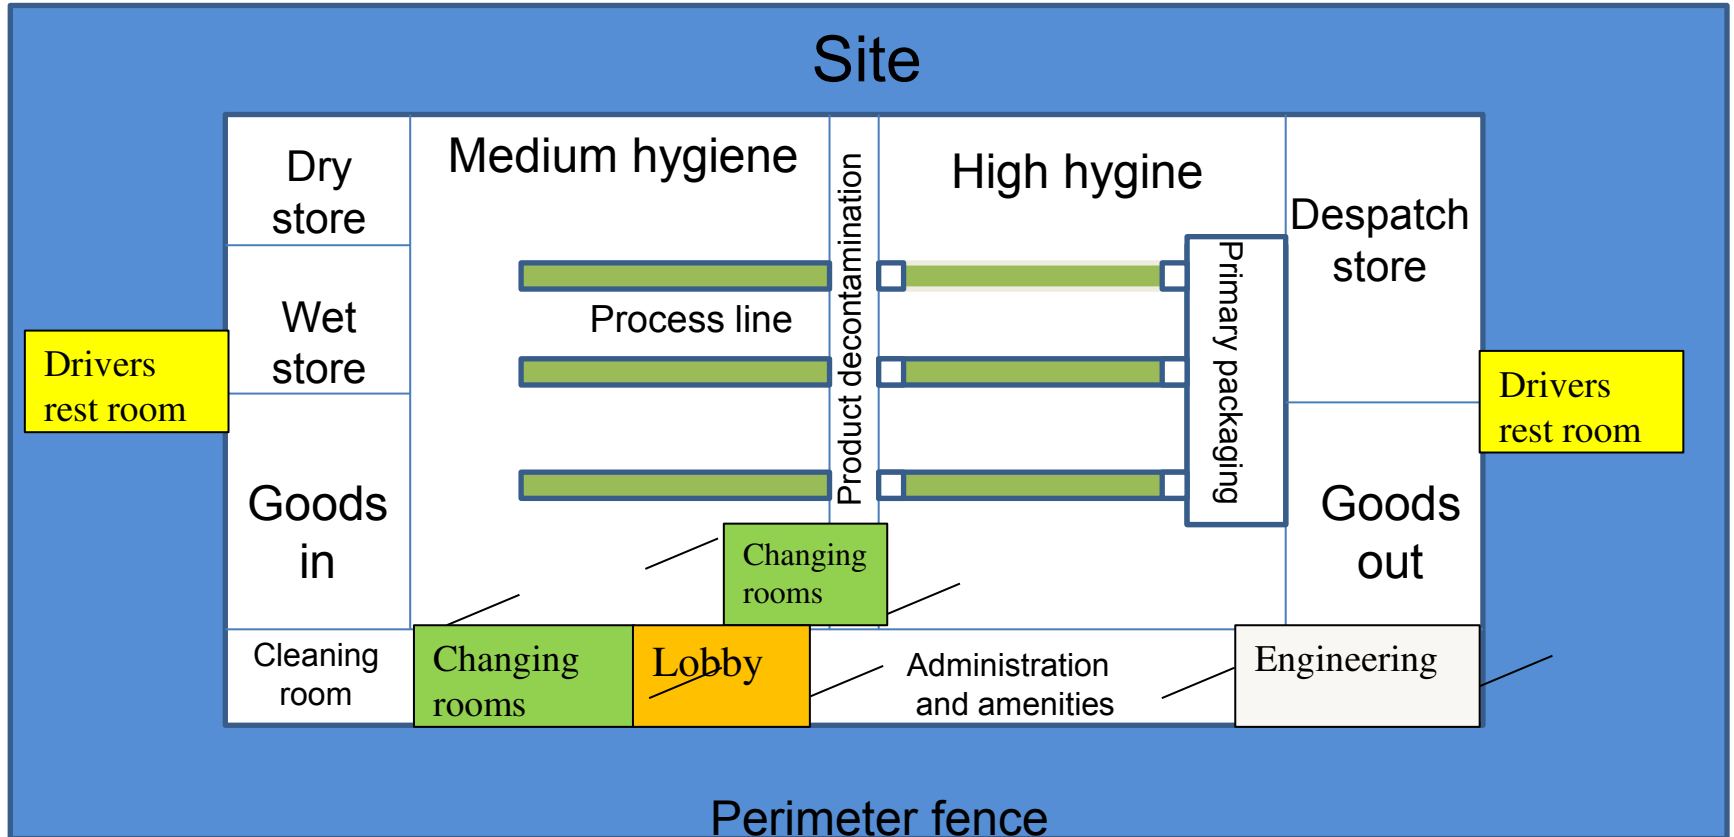 Site
Dry
store
Medium hygiene
Product decontamination
High hygine
Despatch
store
Wet
store
Process line
Primary packaging
Drivers
rest room
Drivers
rest room
Goods
in
Changing
rooms
Goods
out
Cleaning
room
Changing
rooms
Lobby
Administration
and amenities
Engineering
Perimeter fence